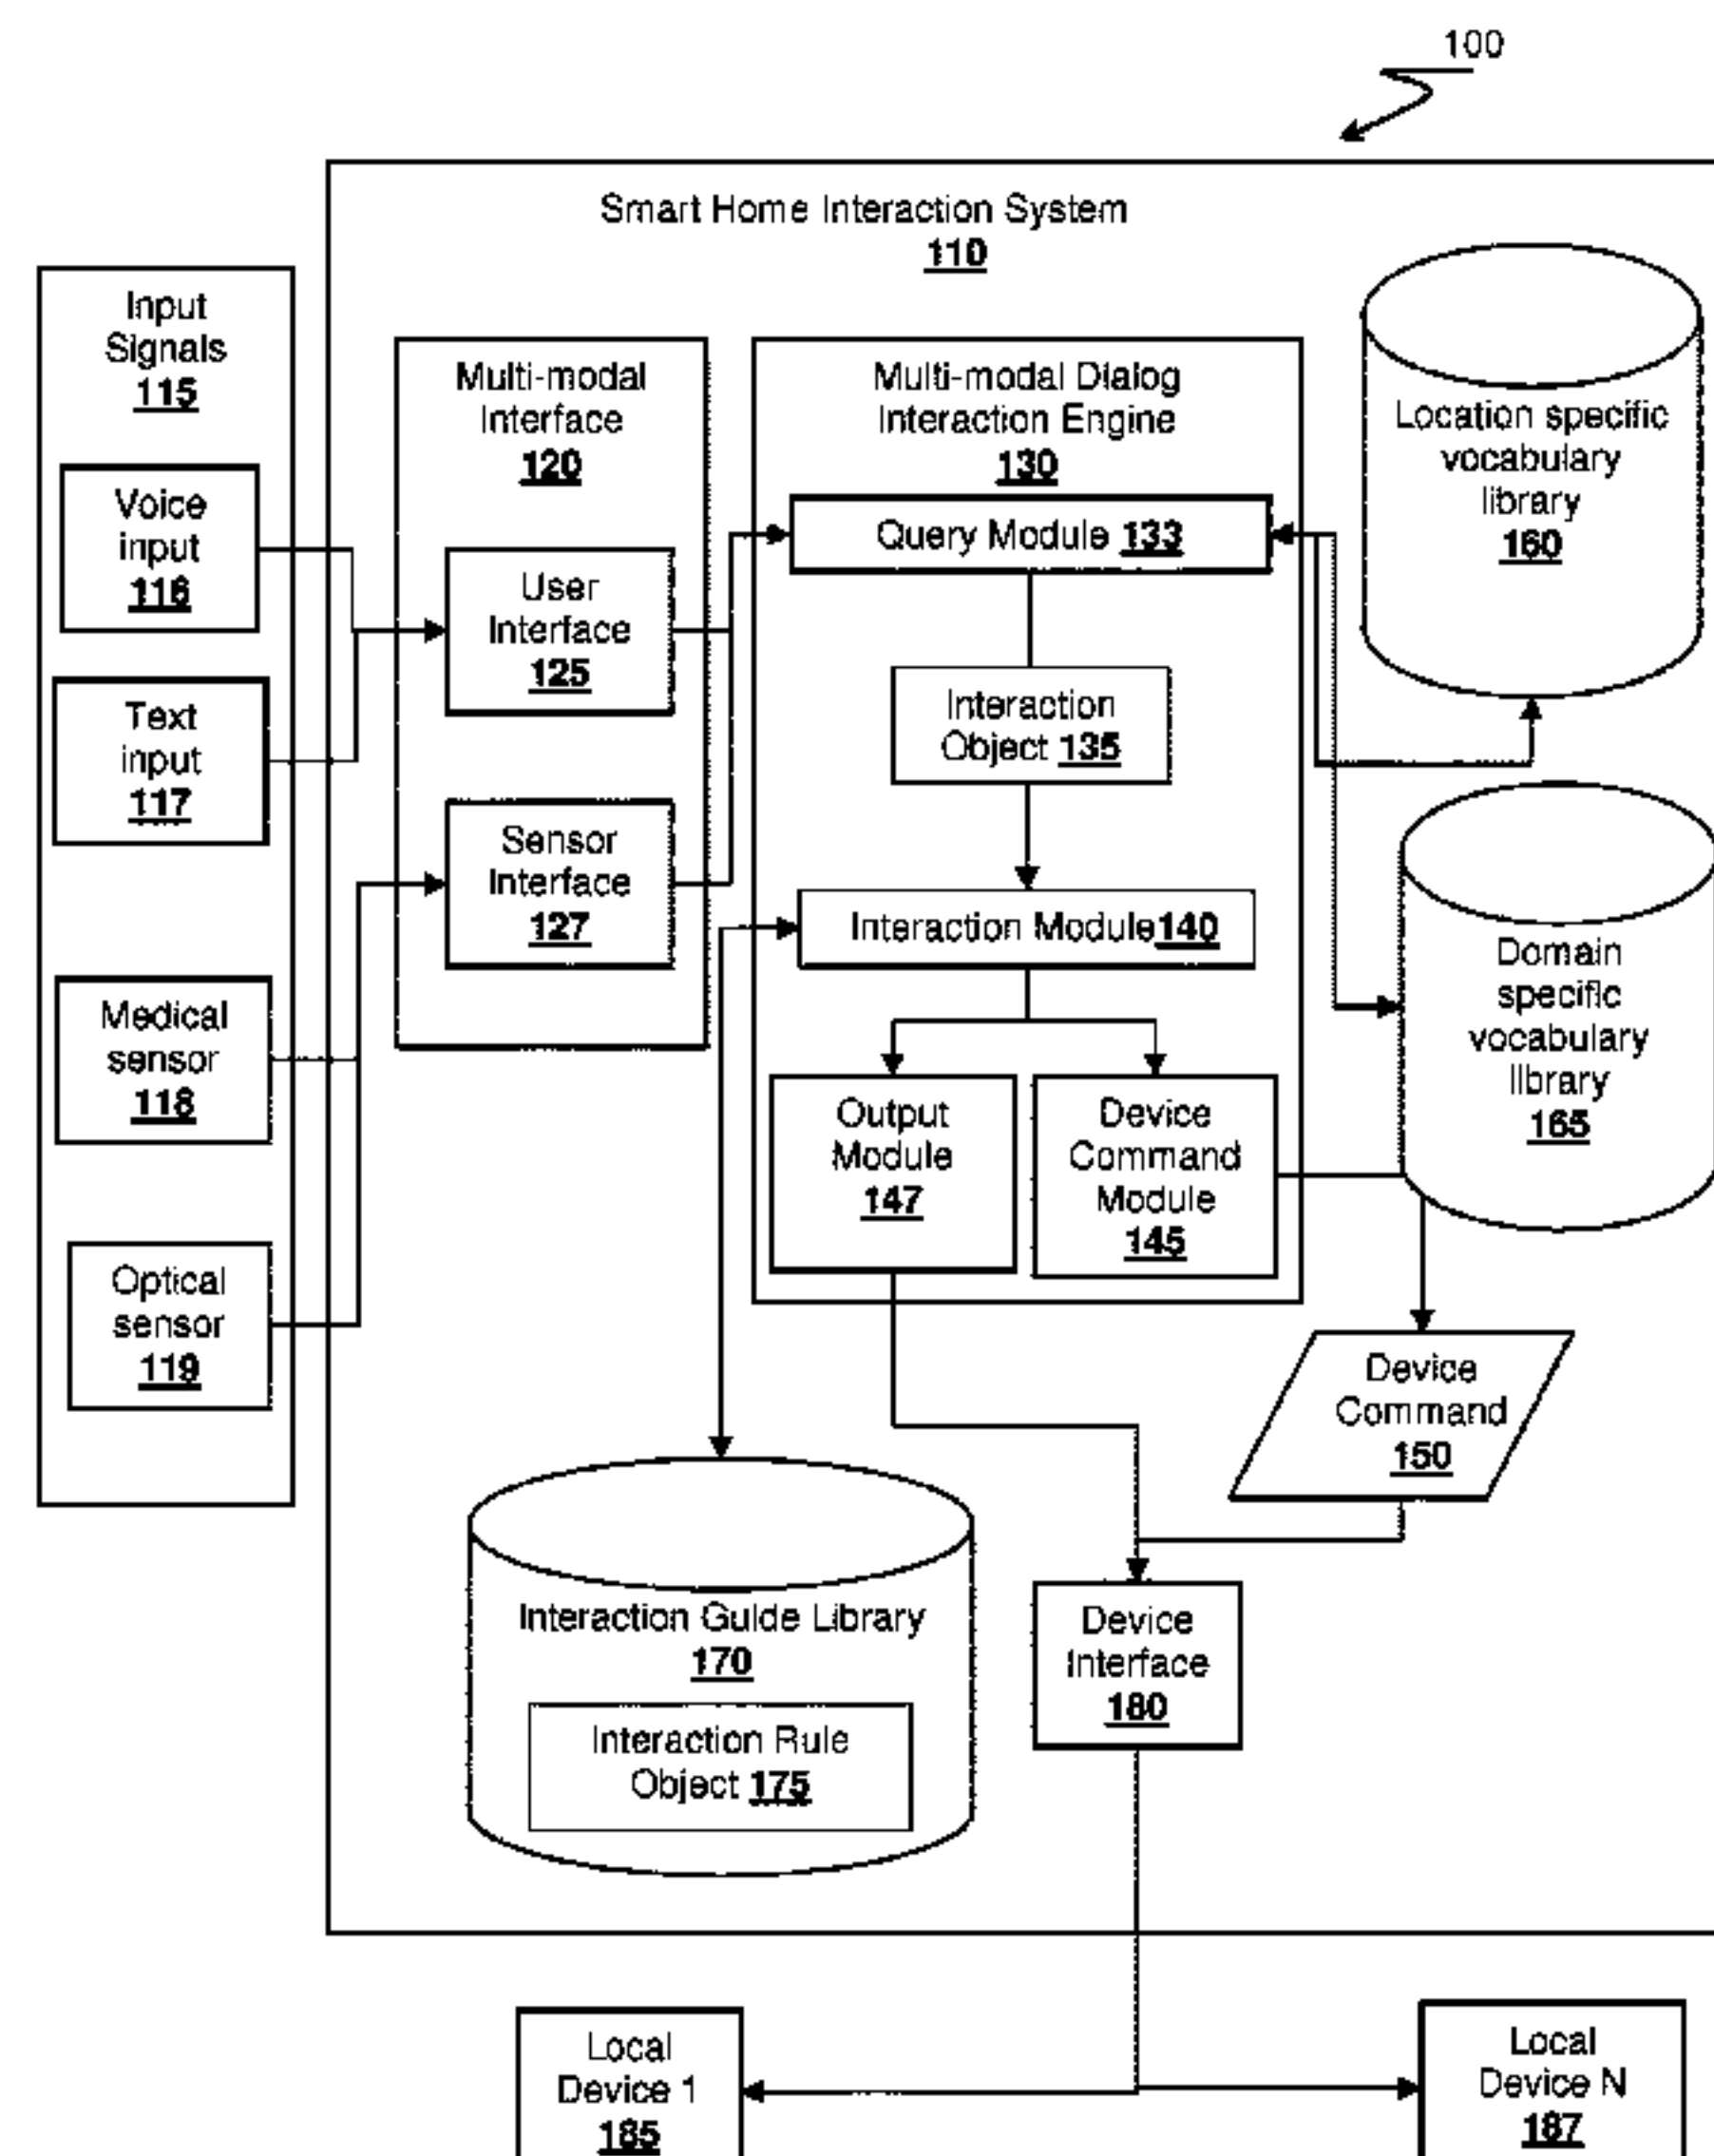 100
Smart Home Interaction System
110
Input
Signals
115
Voice
input
116
Text
input
117
Medical
sensor
118
Optical
sensor
119
Multi-modal
Interface
120
User
Interface
125
Sensor
Interface
127
Multi-modal Dialog
Interaction Engine
130
Query Module 133
Interaction
Object 135
Interaction Module140
Output
Module
147
Device
Command
Module
145
Location specific
vocabulary
library
160
Domain
specific
vocabulary
library
165
Device
Command
150
Interaction Guide Library
170
Interaction Rule
Object 175
Device
Interface
180
Local
Device 1
185
Local
Device N
187